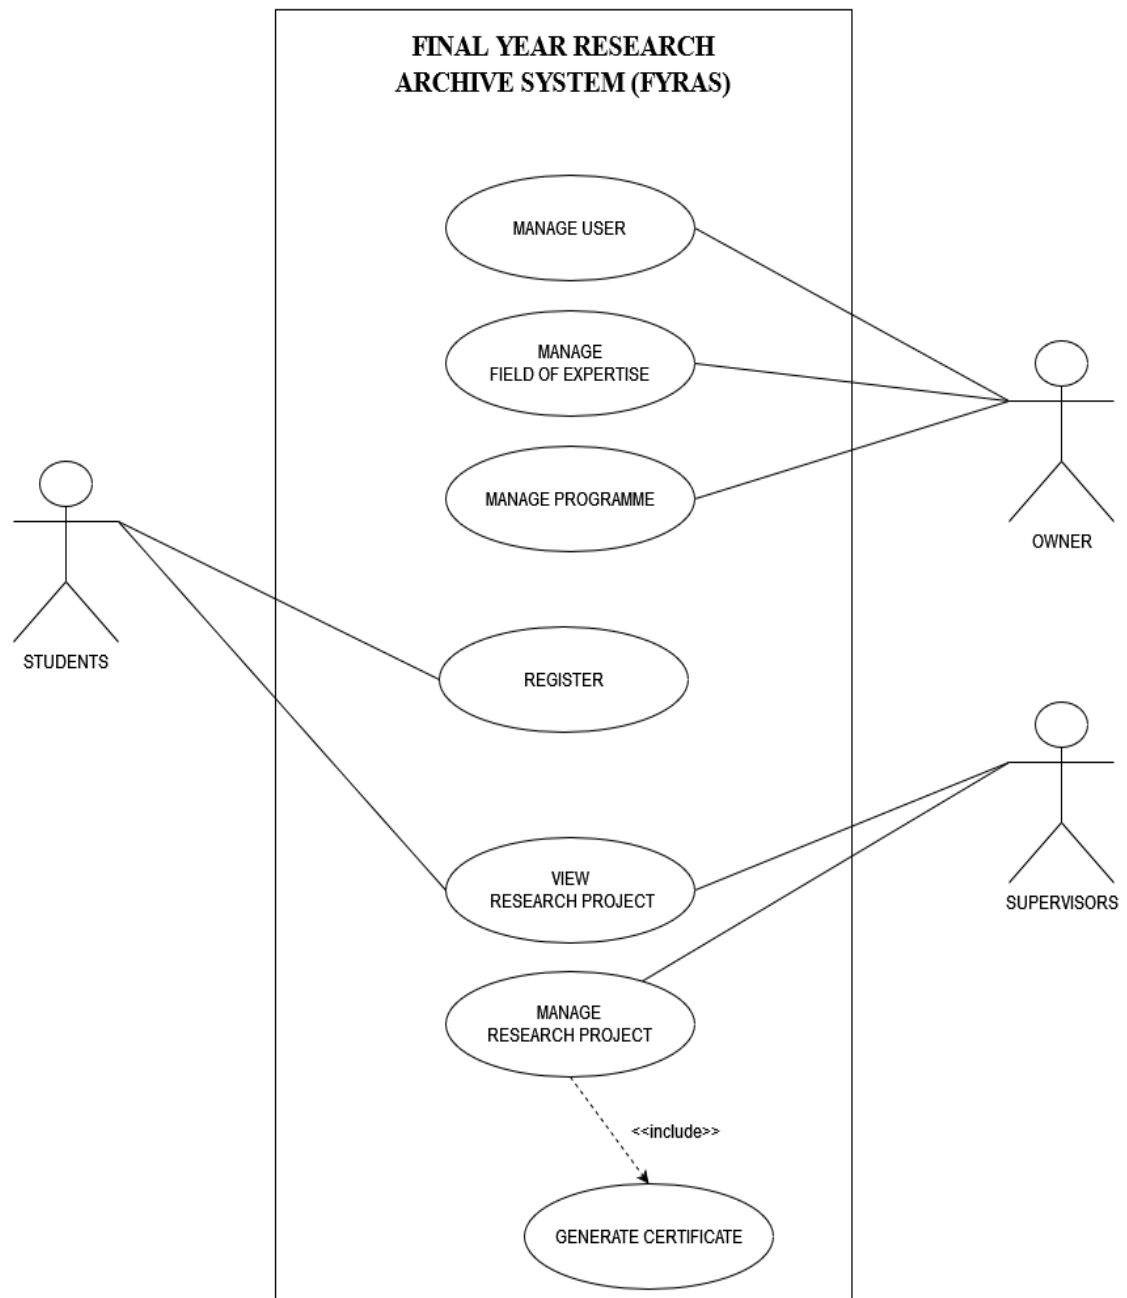 FINAL YEAR RESEARCH
ARCHIVE SYSTEM (FYRAS)
MANAGE USER
MANAGE
FIELD OF EXPERTISE
MANAGE PROGRAMME
OWNER
STUDENTS
REGISTER
VIEW
RESEARCH PROJECT
SUPERVISORS
MANAGE
RESEARCH PROJECT
<<include>>
GENERATE CERTIFICATE